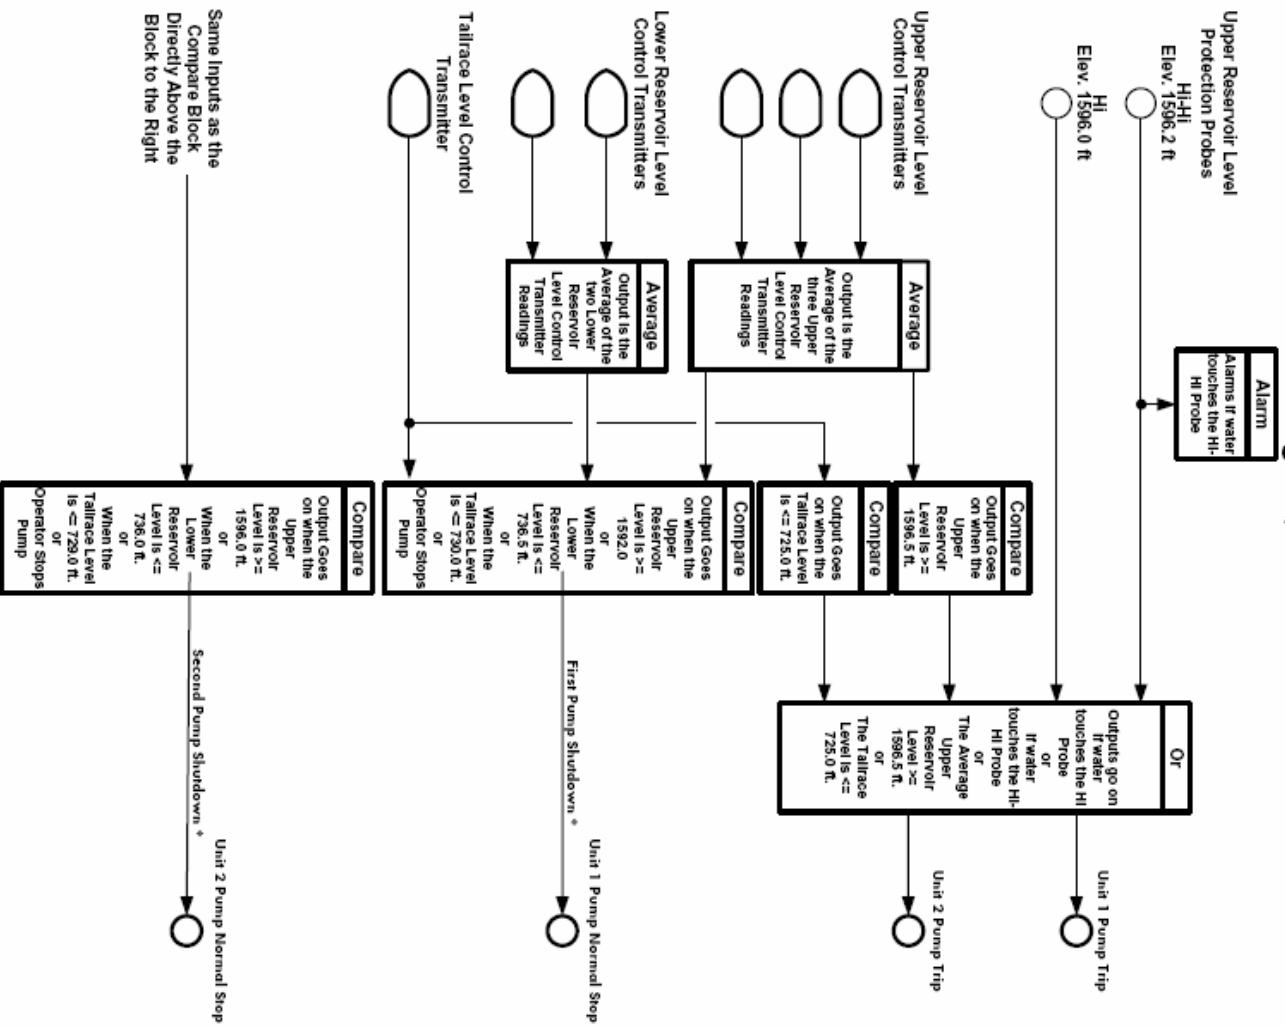 Upper Reservoir Level
Protection Probes
Hi-Hi
Elev. 1596.2 ft
Hi
Elev. 1596.0 ft
Upper Reservoir Level
Control Transmitters
Lower Reservoir Level
Control Transmitters
Tailrace Level Control
Transmitter
Same Inputs as the
Compare Block
Directly Above the
Block to the Right
Alarm
Alarms if water
touches the Hi-
Hi Probe
Average
Output is the
Average of the
three Upper
Reservoir
Level Control
Transmitter
Readings
Average
Output is the
Average of the
two Lower
Reservoir
Level Control
Transmitter
Readings
Compare
Output Goes
on when the
Upper
Reservoir
Level is >=
1596.5 ft.
Compare
Output Goes
on when the
Tailrace Level
is <= 725.0 ft.
Compare
Output Goes
on when the
Upper
Reservoir
Level is >=
1592.0
or
When the
Lower
Reservoir
Level is <=
736.5 ft.
or
When the
Tailrace Level
is <= 730.0 ft.
or
Operator Stops
Pump
Compare
Output Goes
on when the
Upper
Reservoir
Level is >=
1596.0 ft.
or
When the
Lower
Reservoir
Level is <=
736.0 ft.
or
When the
Tailrace Level
is <= 729.0 ft.
or
Operator Stops
Pump
Or
Outputs go on
if water
touches the Hi
Probe
or
if water
touches the Hi-
Hi Probe
or
The Average
Upper
Reservoir
Level >=
1596.5 ft.
or
The Tailrace
Level is <=
725.0 ft.
First Pump Shutdown *
Second Pump Shutdown *
Unit 1 Pump Trip
Unit 2 Pump Trip
Unit 1 Pump Normal Stop
Unit 2 Pump Normal Stop